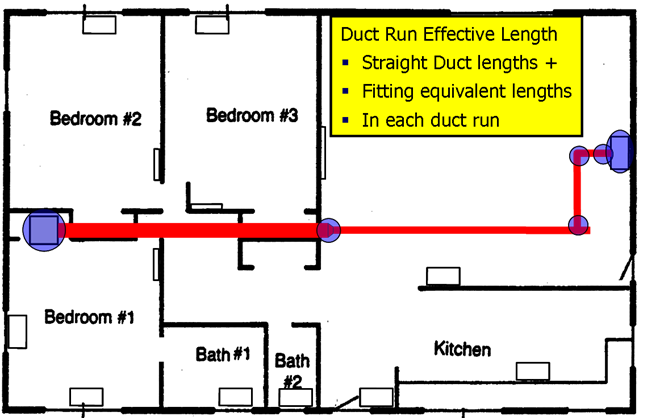 Duct Run Effective Length
▪ Straight Duct lengths +
▪ Fitting equivalent lengths
▪ In each duct run
Bedroom #2
Bedroom #3
Bedroom #1
Bath #1
Bath
#2
Kitchen